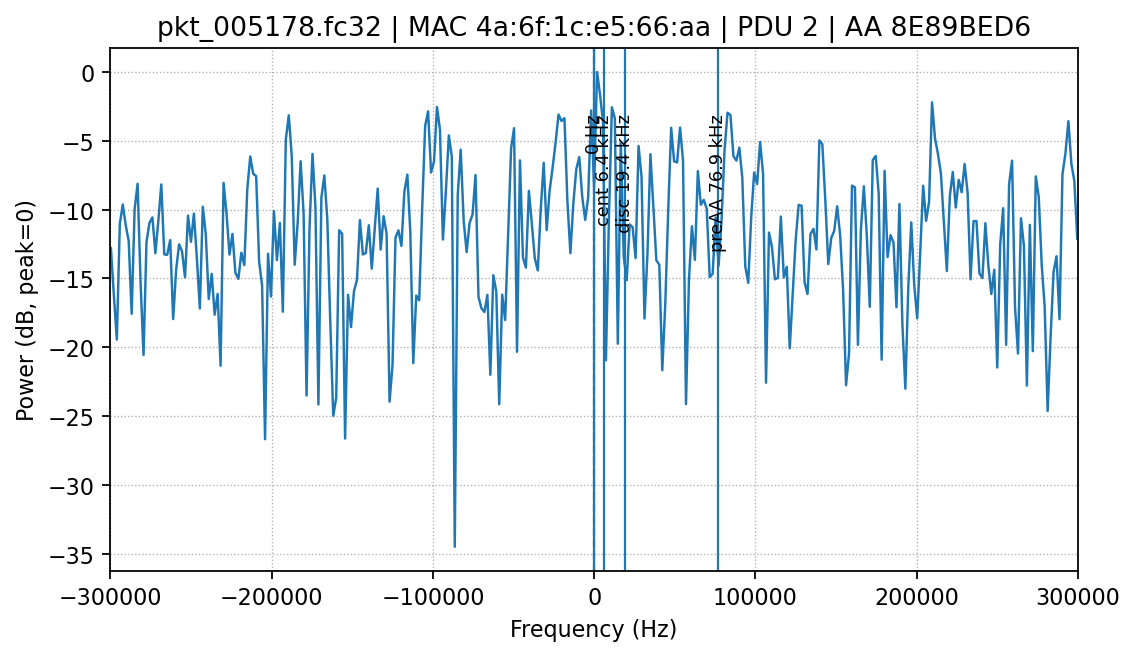 pkt_005178.fc32 | MAC 4a:6f:1c:e5:66:aa | PDU 2 | AA 8E89BED6
Power (dB, peak=0)
0
−5
−10
−15
−20
−25
−30
−35
0 Hz
cent 6.4 kHz
disc 19.4 kHz
preAA 76.9 kHz
−300000
−200000
−100000
0
100000
200000
300000
Frequency (Hz)